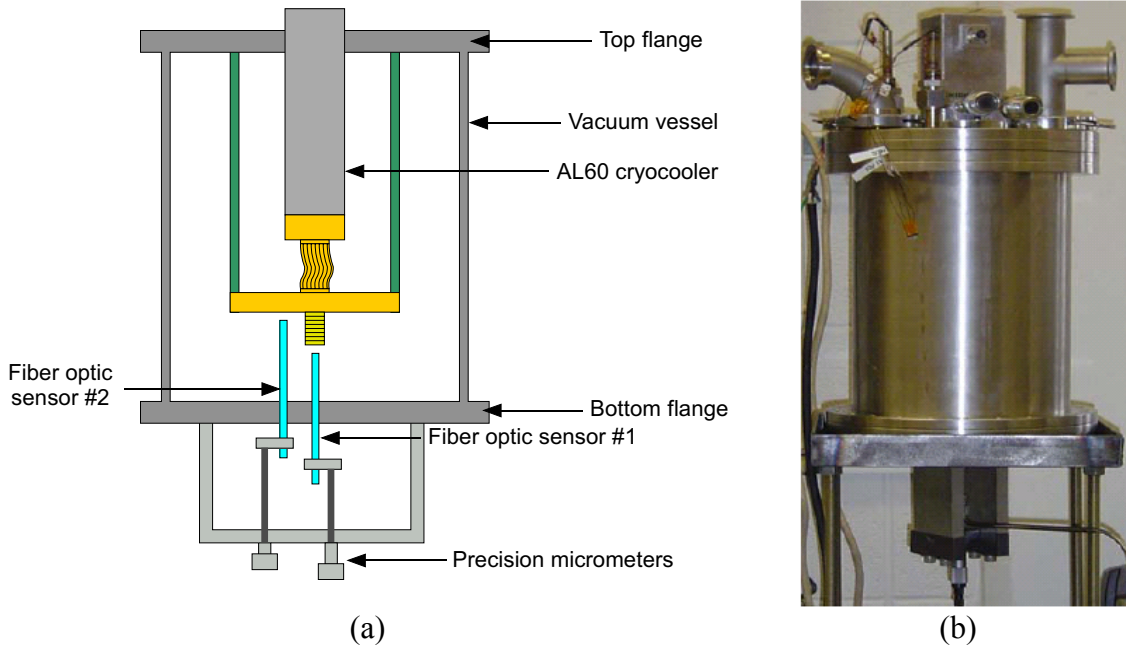 Top flange
Vacuum vessel
AL60 cryocooler
Fiber optic
sensor #2
Bottom flange
Fiber optic sensor #1
Precision micrometers
(a)
(b)